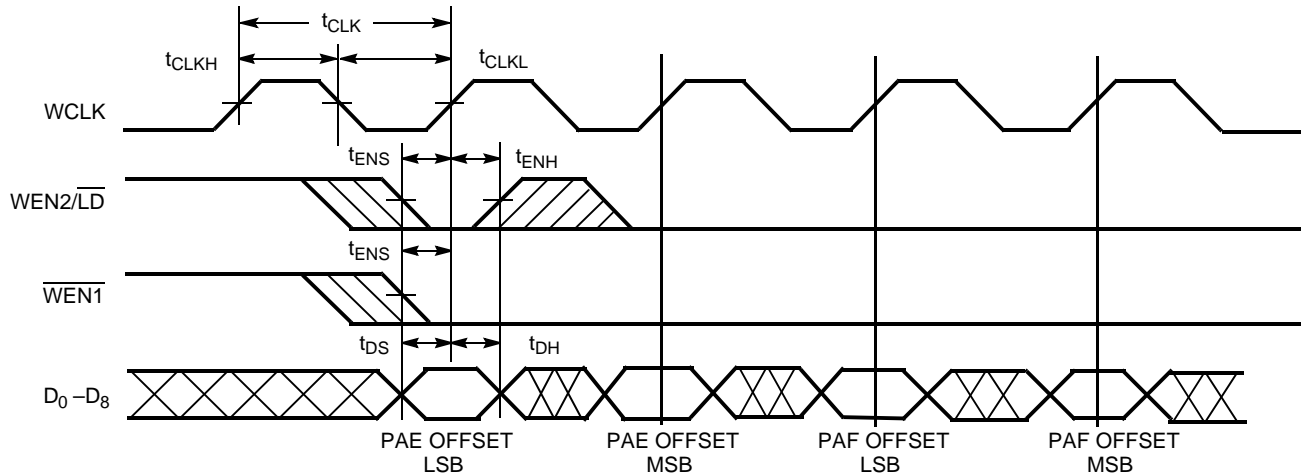 tCLK
tCLKH
tCLKL
WCLK
tENS
tENH
WEN2/LD
tENS
WEN1
tDS
tDH
D0 –D8
PAE OFFSET
LSB
PAE OFFSET
MSB
PAF OFFSET
LSB
PAF OFFSET
MSB